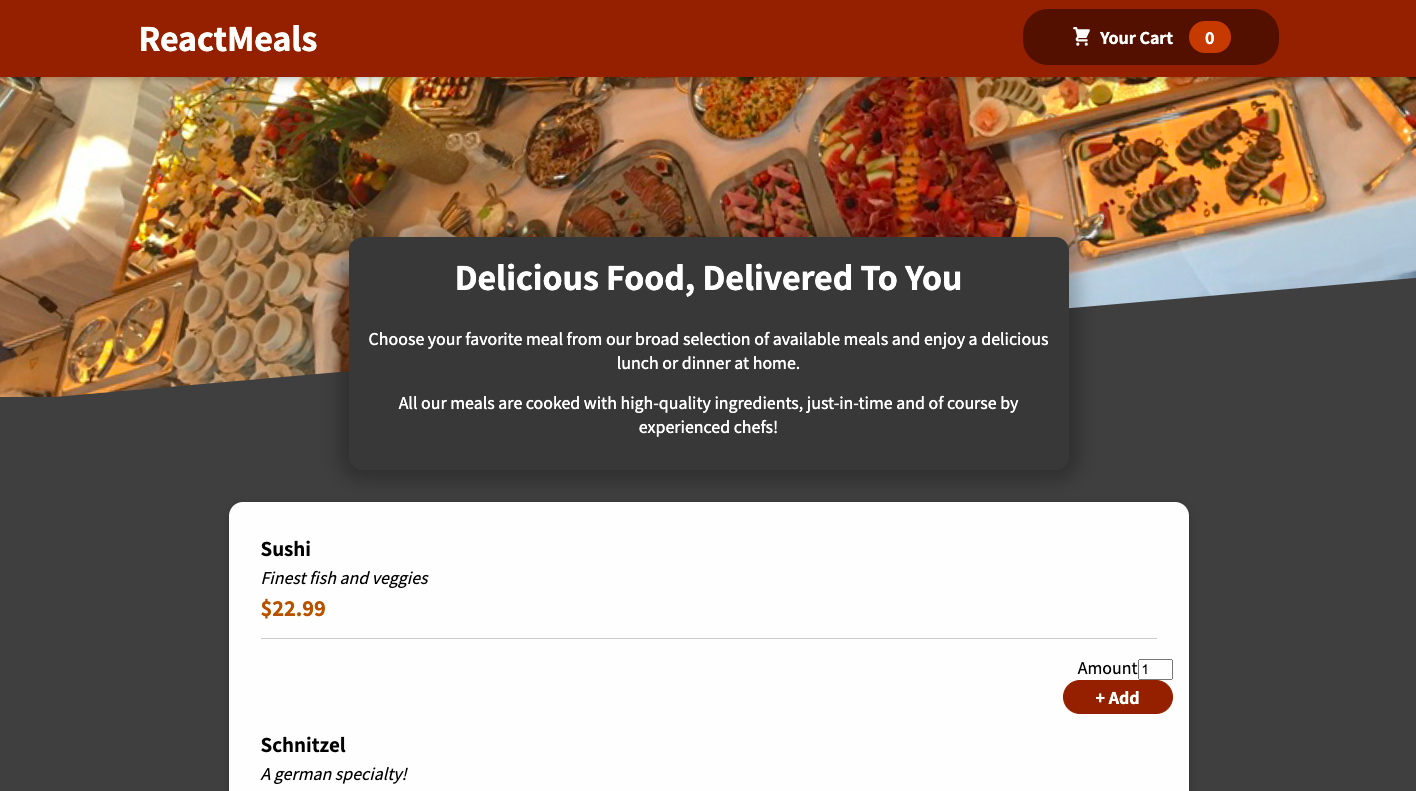 ReactMeals
Your Cart 0
Delicious Food, Delivered To You
Choose your favorite meal from our broad selection of available meals and enjoy a delicious
lunch or dinner at home.
All our meals are cooked with high-quality ingredients, just-in-time and of course by
experienced chefs!
Sushi
Finest fish and veggies
$22.99
Amount 1
+ Add
Schnitzel
A german specialty!